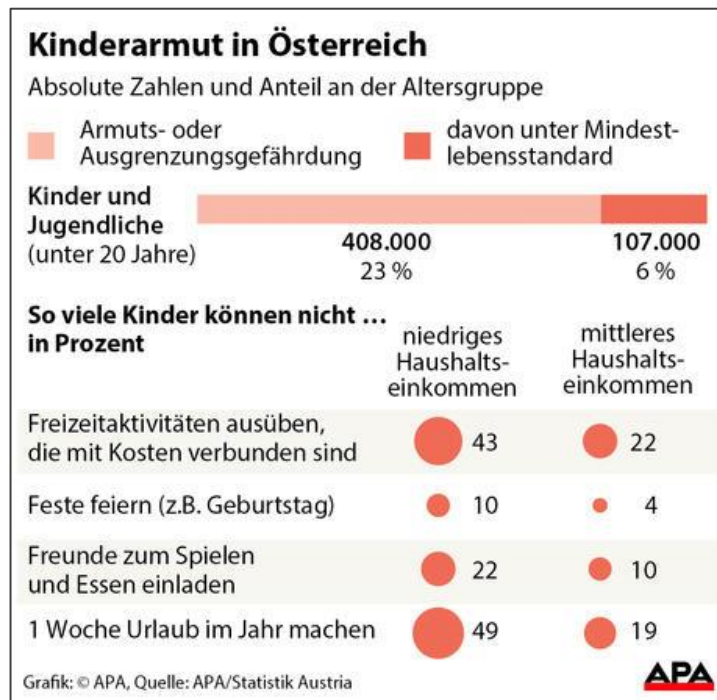 Kinderarmut in Österreich
Absolute Zahlen und Anteil an der Altersgruppe
Armuts- oder
Ausgrenzungsgefährdung
davon unter Mindest-
lebensstandard
Kinder und
Jugendliche
(unter 20 Jahre)
408.000
23 %
107.000
6 %
So viele Kinder können nicht ...
in Prozent
niedriges
Haushalts-
einkommen
mittleres
Haushalts-
einkommen
Freizeitaktivitäten ausüben,
die mit Kosten verbunden sind
43
22
Feste feiern (z.B. Geburtstag)
10
4
Freunde zum Spielen
und Essen einladen
22
10
1 Woche Urlaub im Jahr machen
49
19
Grafik: © APA, Quelle: APA/Statistik Austria
APA